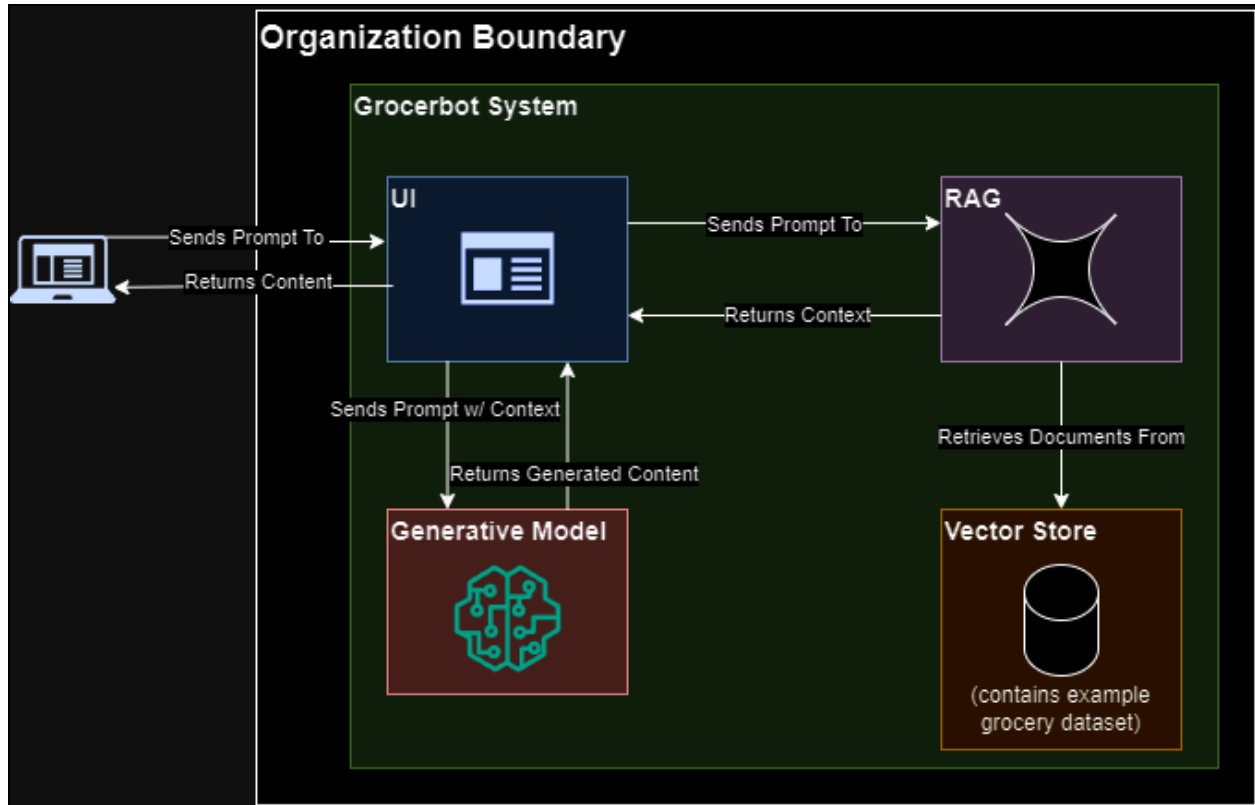 Organization Boundary
Grocerbot System
UI
RAG
Sends Prompt To
Sends Prompt To
Returns Content
Returns Context
Sends Prompt w/ Context
Retrieves Documents From
Returns Generated Content
Generative Model
Vector Store
(contains example
grocery dataset)